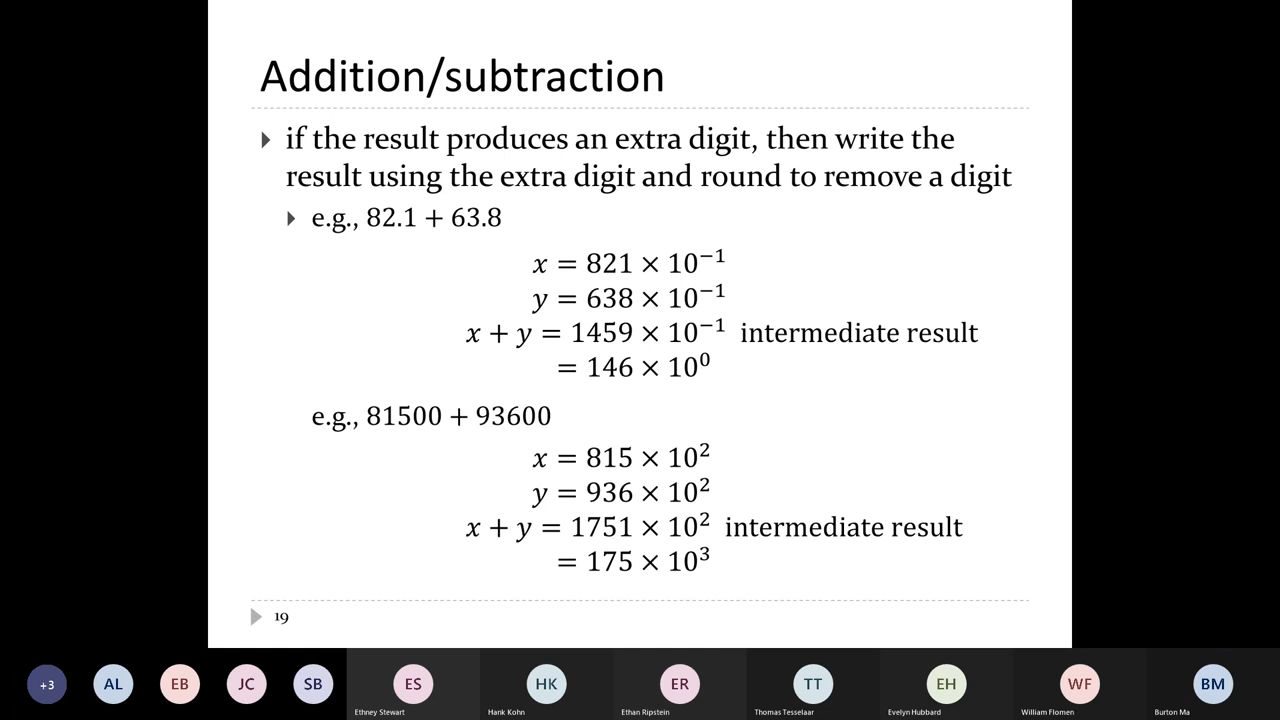 Addition/subtraction
if the result produces an extra digit, then write the
result using the extra digit and round to remove a digit
e.g., 82.1 + 63.8
x = 821 × 10⁻¹
y = 638 × 10⁻¹
x + y = 1459 × 10⁻¹ intermediate result
= 146 × 10⁰
e.g., 81500 + 93600
x = 815 × 10²
y = 936 × 10²
x + y = 1751 × 10² intermediate result
= 175 × 10³
19
+3 AL EB JC SB ES HK ER TT EH WF BM
Ethney Stewart Hank Kohn Ethan Ripstein Thomas Tesselaar Evelyn Hubbard William Flomen Burton Ma